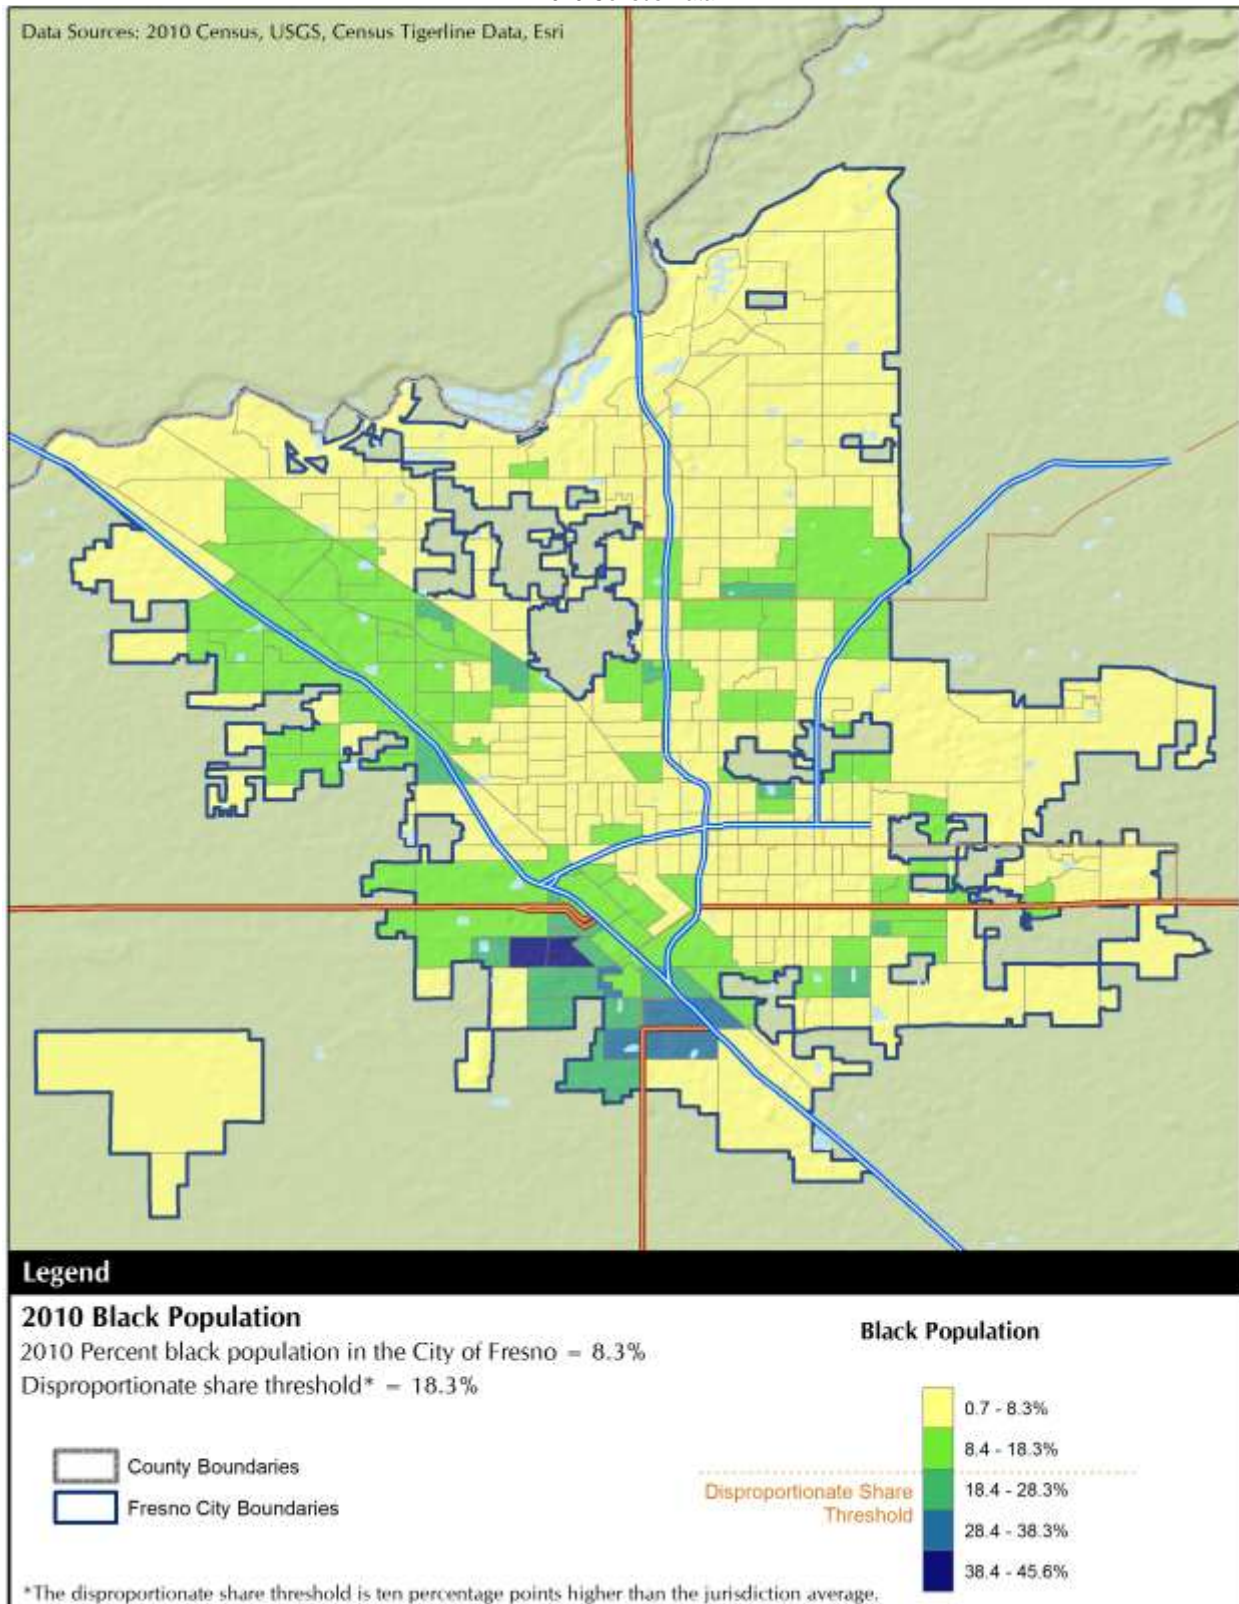 Data Sources: 2010 Census, USGS, Census Tigerline Data, Esri
Legend
2010 Black Population
2010 Percent black population in the City of Fresno = 8.3%
Disproportionate share threshold* = 18.3%
County Boundaries
Fresno City Boundaries
Black Population
0.7 - 8.3%
8.4 - 18.3%
Disproportionate Share
Threshold
18.4 - 28.3%
28.4 - 38.3%
38.4 - 45.6%
*The disproportionate share threshold is ten percentage points higher than the jurisdiction average.